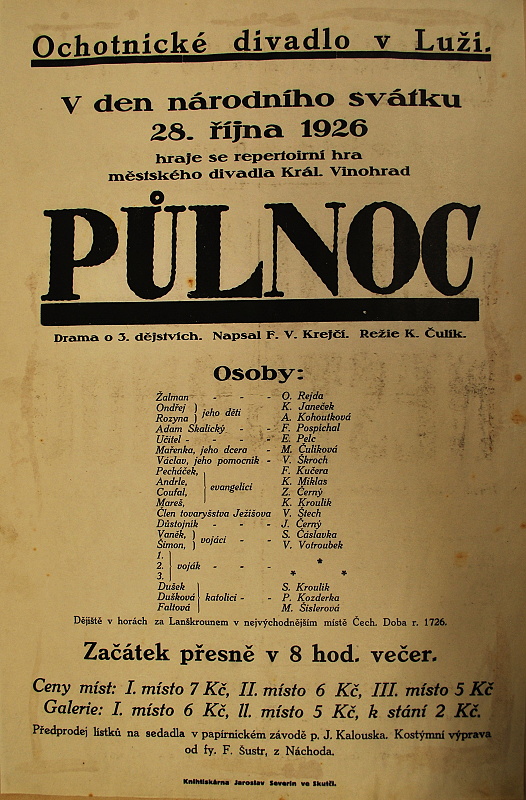 Ochotnické divadlo v Luži.
V den národního svátku
28. října 1926
hraje se repertoirní hra
městského divadla Král. Vinohrad
PŮLNOC
Drama o 3. dějstvích. Napsal F. V. Krejčí. Režie K. Čulík.
Osoby:
Žalman - - - - O. Rejda
Ondřej } jeho děti K. Janeček
Rozyna } A. Kohoutková
Adam Skalický - - F. Pospíchal
Učitel - - - - E. Pelc
Mařenka, jeho dcera - M. Čulíková
Václav, jeho pomocník - V. Škroch
Pecháček, F. Kučera
Andrle, } evangelíci K. Miklas
Coufal, Z. Černý
Mareš, K. Kroulík
Člen tovaryšstva Ježíšova V. Štech
Důstojník - - - J. Černý
Vaněk, } vojáci - - S. Čáslavka
Šimon, } V. Votroubek
1.
2. } voják - - - * * *
3.
Dušek S. Kroulík
Dušková } katolíci - - P. Kozderka
Faltová M. Šislerová
Dějiště v horách za Lanškrounem v nejvýchodnějším místě Čech. Doba r. 1726.
Začátek přesně v 8 hod. večer.
Ceny míst: I. místo 7 Kč, II. místo 6 Kč, III. místo 5 Kč
Galerie: I. místo 6 Kč, II. místo 5 Kč, k stání 2 Kč.
Předprodej lístků na sedadla v papírnickém závodě p. J. Kalouska. Kostýmní výprava
od fy. F. Šustr, z Náchoda.
Knihtiskárna Jaroslav Severin ve Skutči.